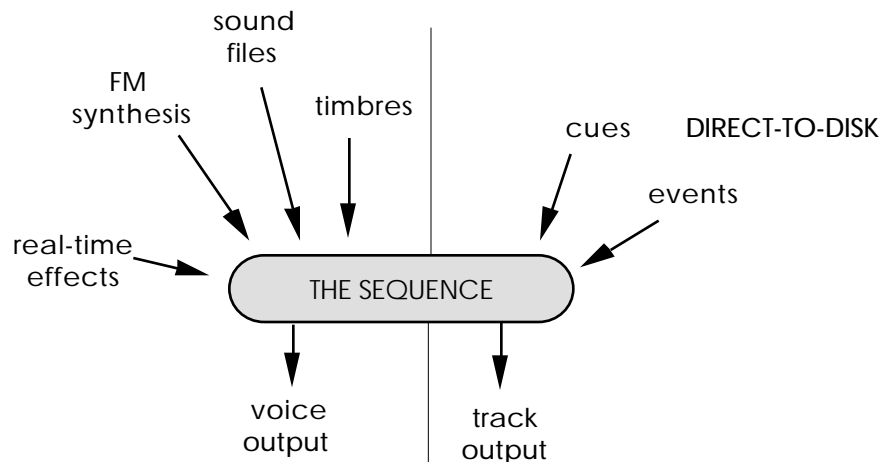 sound
files
FM
synthesis
timbres
cues
DIRECT-TO-DISK
events
real-time
effects
THE SEQUENCE
voice
output
track
output